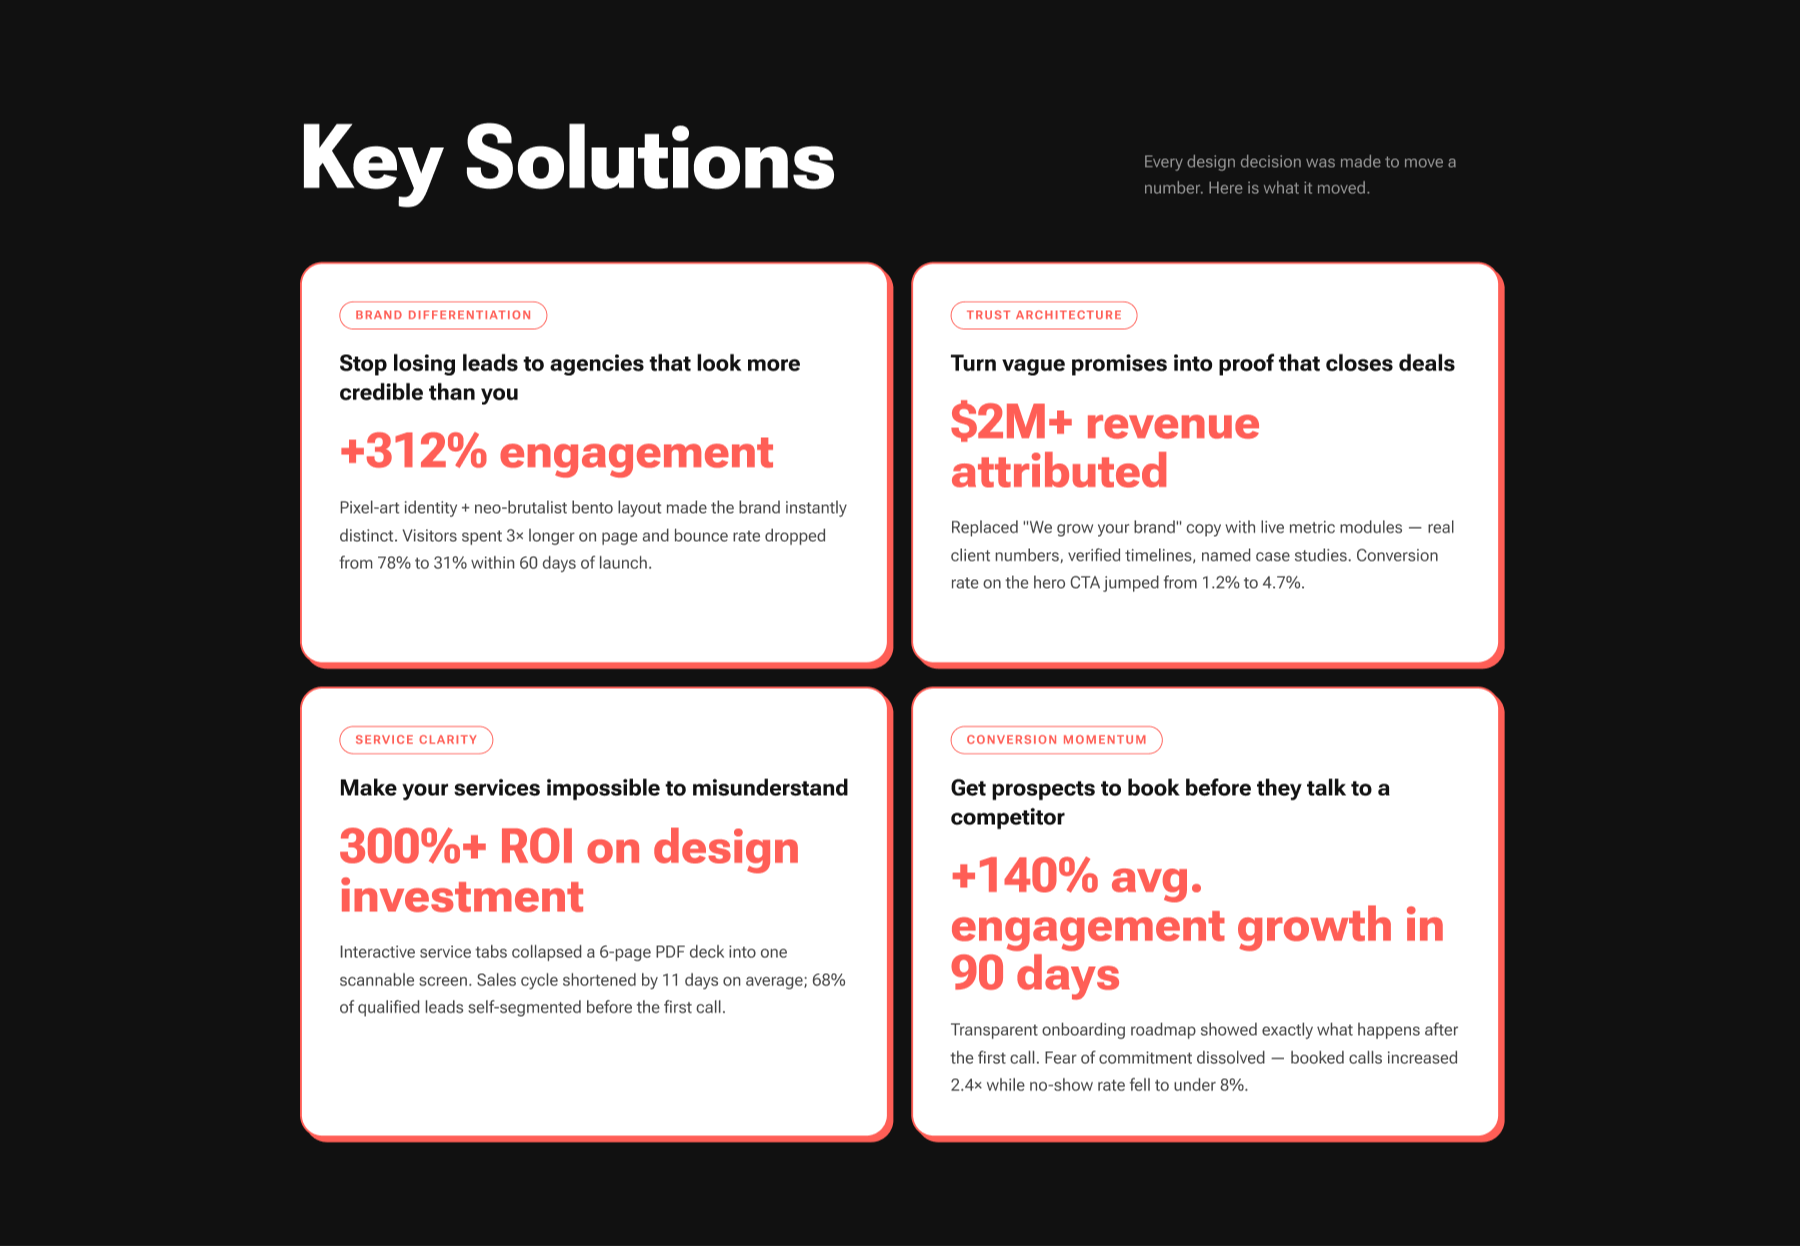 Key Solutions
Every design decision was made to move a
number. Here is what it moved.
BRAND DIFFERENTIATION
Stop losing leads to agencies that look more
credible than you
+312% engagement
Pixel-art identity + neo-brutalist bento layout made the brand instantly
distinct. Visitors spent 3× longer on page and bounce rate dropped
from 78% to 31% within 60 days of launch.
TRUST ARCHITECTURE
Turn vague promises into proof that closes deals
$2M+ revenue
attributed
Replaced "We grow your brand" copy with live metric modules — real
client numbers, verified timelines, named case studies. Conversion
rate on the hero CTA jumped from 1.2% to 4.7%.
SERVICE CLARITY
Make your services impossible to misunderstand
300%+ ROI on design
investment
Interactive service tabs collapsed a 6-page PDF deck into one
scannable screen. Sales cycle shortened by 11 days on average; 68%
of qualified leads self-segmented before the first call.
CONVERSION MOMENTUM
Get prospects to book before they talk to a
competitor
+140% avg.
engagement growth in
90 days
Transparent onboarding roadmap showed exactly what happens after
the first call. Fear of commitment dissolved — booked calls increased
2.4× while no-show rate fell to under 8%.